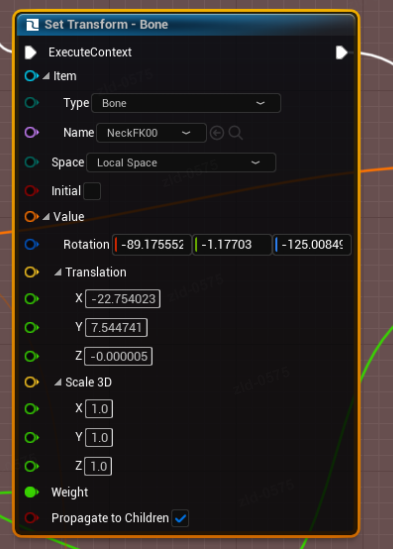 Set Transform - Bone
ExecuteContext
Item
Type Bone
Name NeckFK00
Space Local Space
Initial
Value
Rotation -89.175552 -1.17703 -125.0084
Translation
X -22.754023
Y 7.544741
Z -0.000005
Scale 3D
X 1.0
Y 1.0
Z 1.0
Weight
Propagate to Children